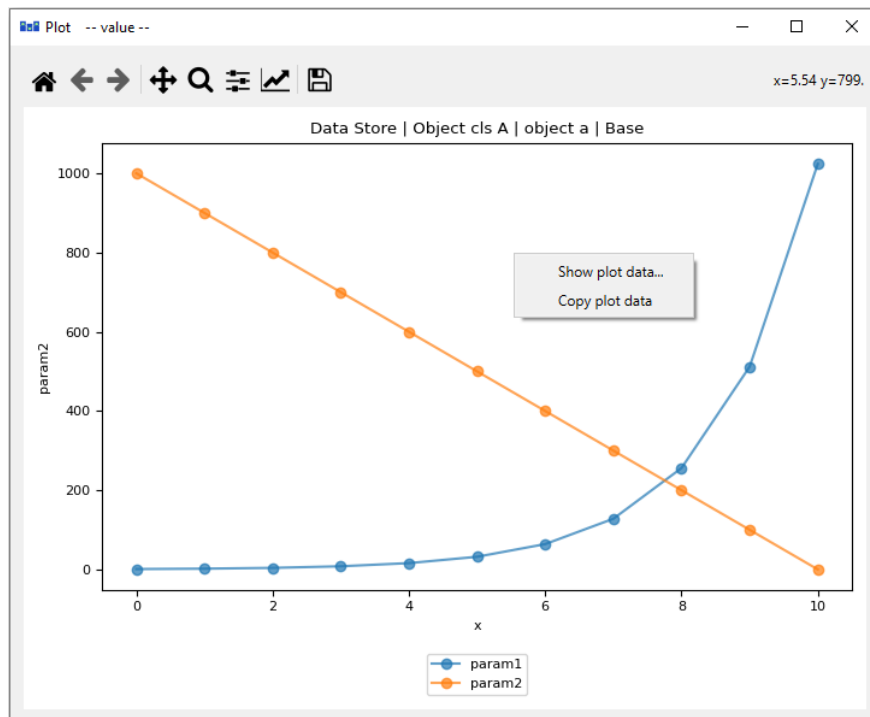 Plot -- value --
x=5.54 y=799.
Data Store | Object cls A | object a | Base
1000
800
600
400
200
0
param2
Show plot data...
Copy plot data
0 2 4 6 8 10
x
param1
param2